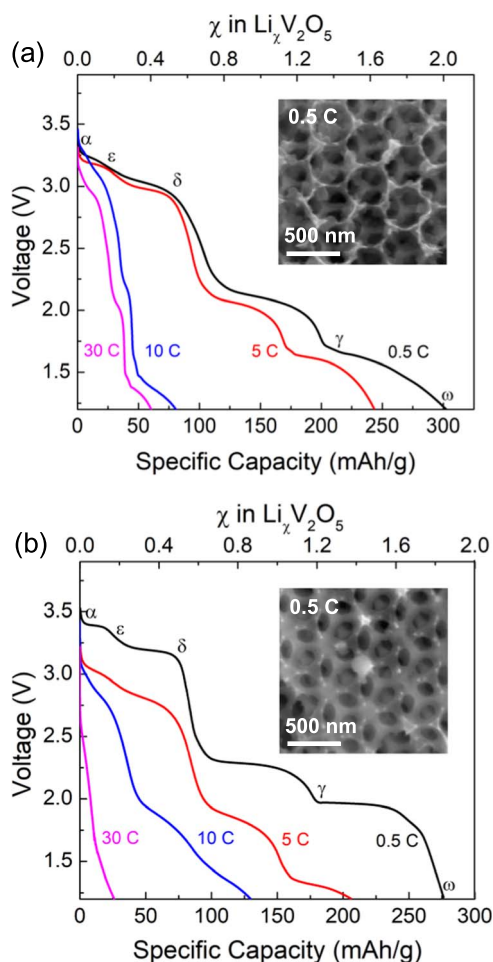 χ in LiχV2O5
(a)
0.0 0.4 0.8 1.2 1.6 2.0
3.5
3.0
2.5
2.0
1.5
Voltage (V)
α
ε
δ
γ
ω
0.5 C
500 nm
30 C
10 C
5 C
0.5 C
0 50 100 150 200 250 300
Specific Capacity (mAh/g)
χ in LiχV2O5
(b)
0.0 0.4 0.8 1.2 1.6 2.0
3.5
3.0
2.5
2.0
1.5
Voltage (V)
α
ε
δ
γ
ω
0.5 C
500 nm
30 C
10 C
5 C
0.5 C
0 50 100 150 200 250 300
Specific Capacity (mAh/g)